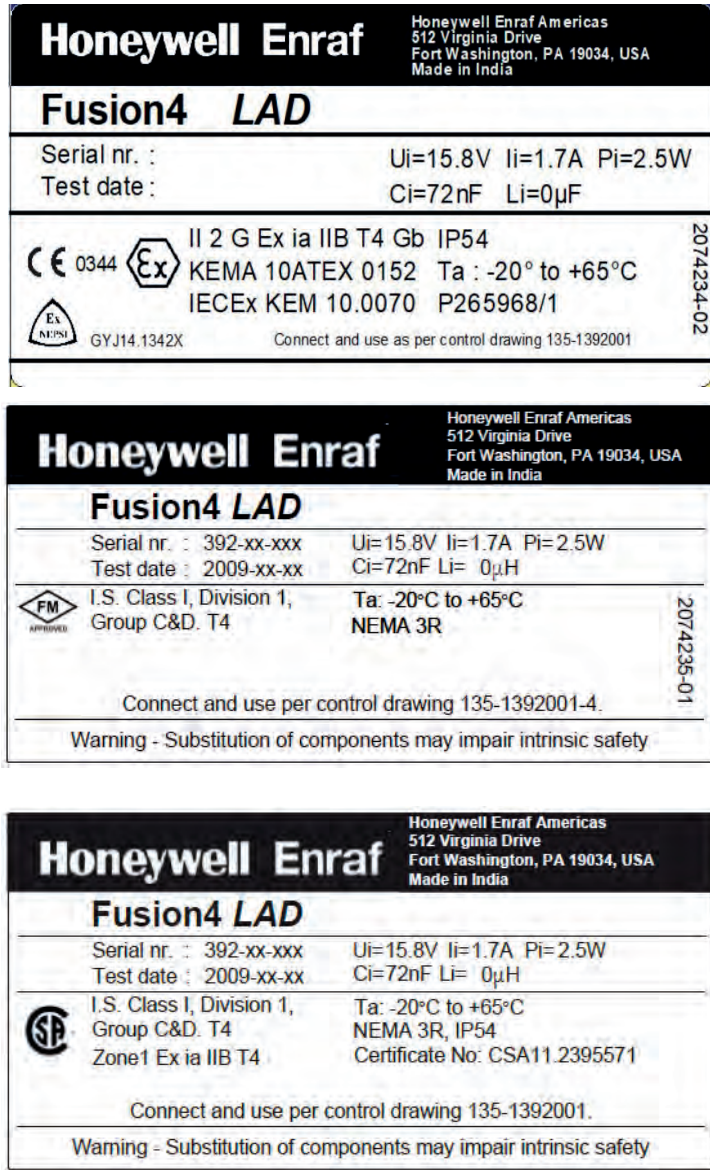 Honeywell Enraf
Honeywell Enraf Americas
512 Virginia Drive
Fort Washington, PA 19034, USA
Made in India
Fusion4 LAD
Serial nr. :
Test date :
Ui=15.8V Ii=1.7A Pi=2.5W
Ci=72nF Li=0µF
CE 0344
Ex
II 2 G Ex ia IIB T4 Gb IP54
KEMA 10ATEX 0152 Ta : -20° to +65°C
IECEx KEM 10.0070 P265968/1
Ex
NEPSI
GYJ14.1342X
Connect and use as per control drawing 135-1392001
2074234-02
Honeywell Enraf
Honeywell Enraf Americas
512 Virginia Drive
Fort Washington, PA 19034, USA
Made in India
Fusion4 LAD
Serial nr. : 392-xx-xxx
Test date : 2009-xx-xx
Ui=15.8V Ii=1.7A Pi=2.5W
Ci=72nF Li= 0µH
FM
APPROVED
I.S. Class I, Division 1,
Group C&D. T4
Ta: -20°C to +65°C
NEMA 3R
2074235-01
Connect and use per control drawing 135-1392001-4.
Warning - Substitution of components may impair intrinsic safety
Honeywell Enraf
Honeywell Enraf Americas
512 Virginia Drive
Fort Washington, PA 19034, USA
Made in India
Fusion4 LAD
Serial nr. : 392-xx-xxx
Test date : 2009-xx-xx
Ui=15.8V Ii=1.7A Pi=2.5W
Ci=72nF Li= 0µH
SA
I.S. Class I, Division 1,
Group C&D. T4
Zone1 Ex ia IIB T4
Ta: -20°C to +65°C
NEMA 3R, IP54
Certificate No: CSA11.2395571
Connect and use per control drawing 135-1392001.
Warning - Substitution of components may impair intrinsic safety